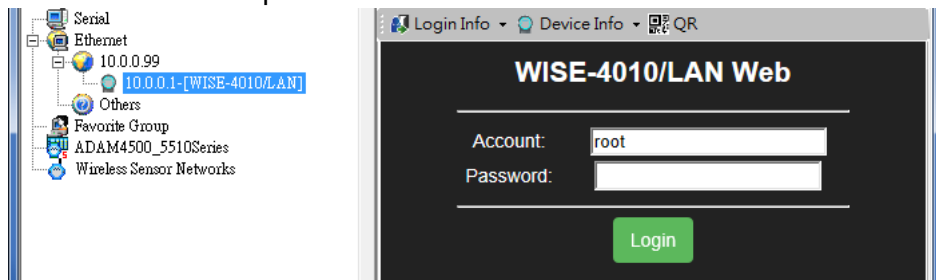 Serial
Ethernet
10.0.0.99
10.0.0.1-[WISE-4010/LAN]
Others
Favorite Group
ADAM4500_5510Series
Wireless Sensor Networks
Login Info Device Info QR
WISE-4010/LAN Web
Account: root
Password:
Login